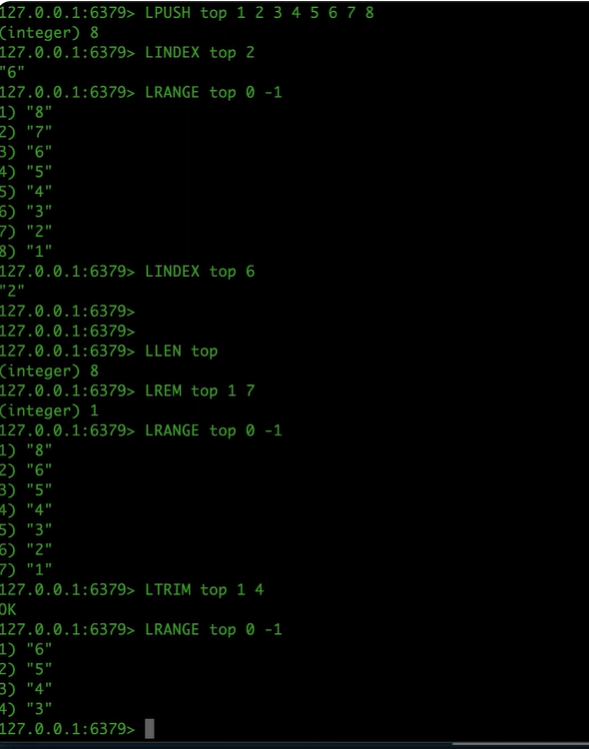 127.0.0.1:6379> LPUSH top 1 2 3 4 5 6 7 8
(integer) 8
127.0.0.1:6379> LINDEX top 2
"6"
127.0.0.1:6379> LRANGE top 0 -1
1) "8"
2) "7"
3) "6"
4) "5"
5) "4"
6) "3"
7) "2"
8) "1"
127.0.0.1:6379> LINDEX top 6
"2"
127.0.0.1:6379>
127.0.0.1:6379>
127.0.0.1:6379> LLEN top
(integer) 8
127.0.0.1:6379> LREM top 1 7
(integer) 1
127.0.0.1:6379> LRANGE top 0 -1
1) "8"
2) "6"
3) "5"
4) "4"
5) "3"
6) "2"
7) "1"
127.0.0.1:6379> LTRIM top 1 4
OK
127.0.0.1:6379> LRANGE top 0 -1
1) "6"
2) "5"
3) "4"
4) "3"
127.0.0.1:6379>